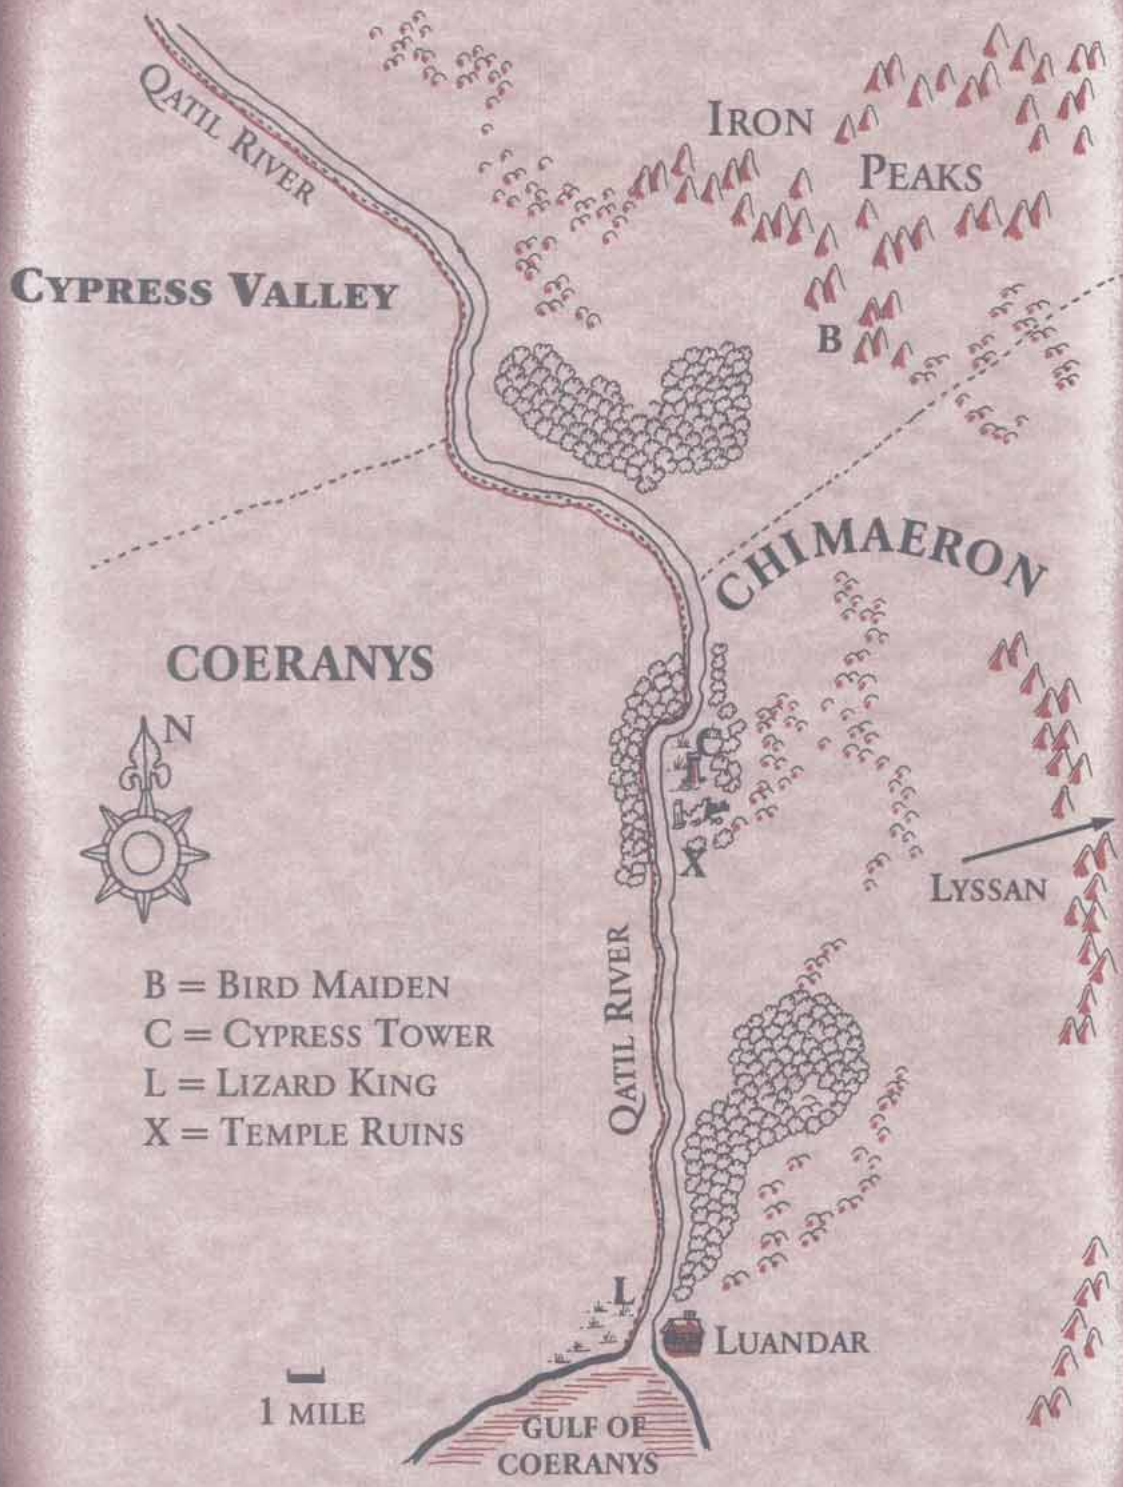 QATIL RIVER
IRON
PEAKS
CYPRESS VALLEY
B
CHIMAERON
COERANYS
N
C
X
LYSSAN
QATIL RIVER
B = BIRD MAIDEN
C = CYPRESS TOWER
L = LIZARD KING
X = TEMPLE RUINS
L
LUANDAR
1 MILE
GULF OF
COERANYS